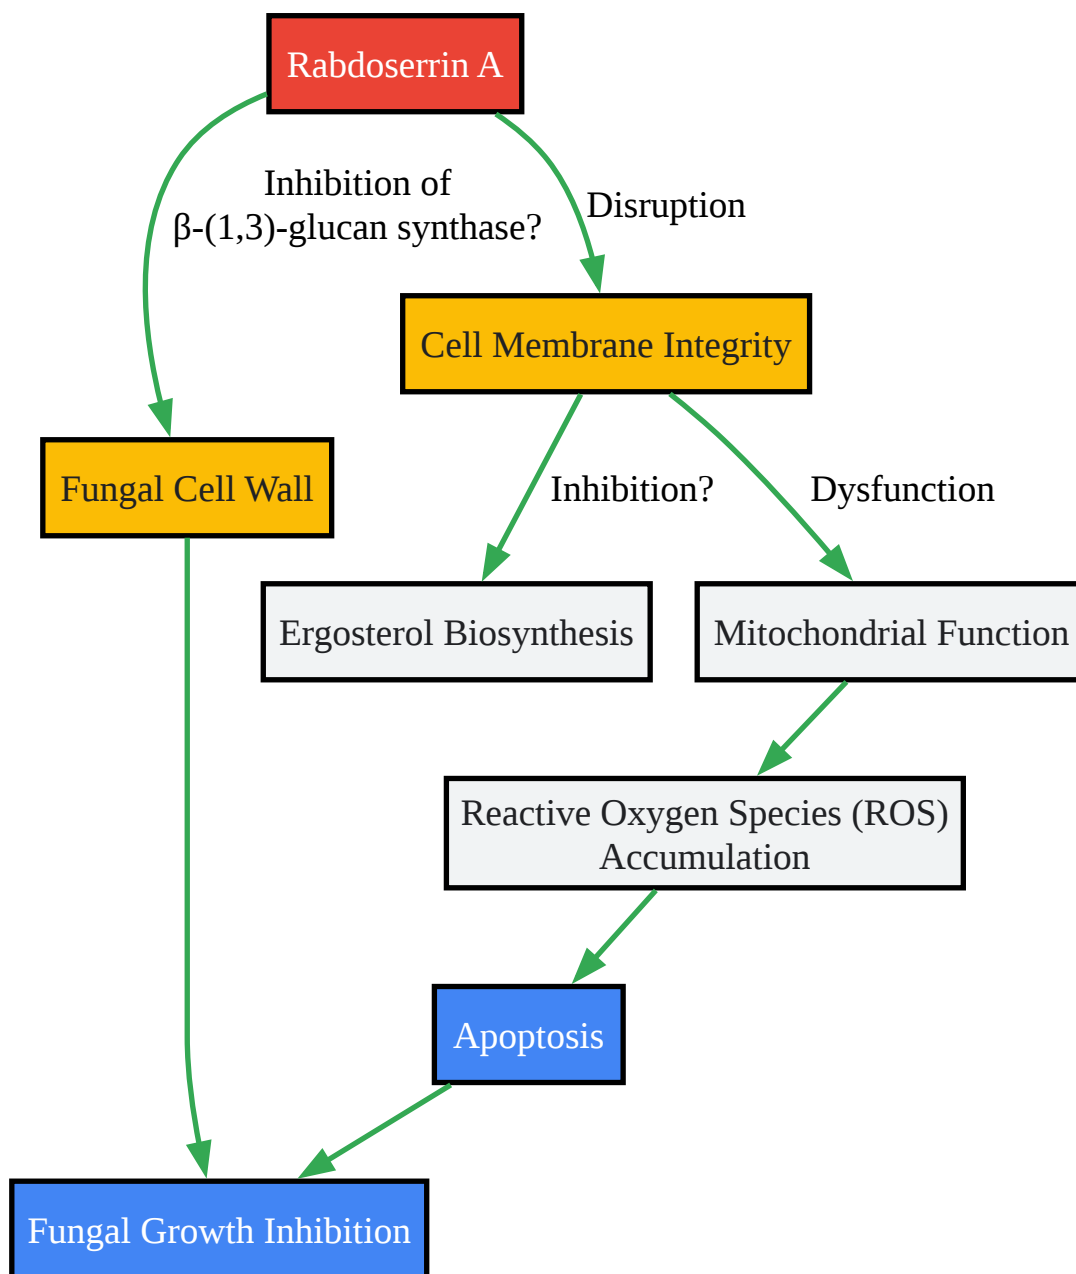 Rabdoserrin A
Inhibition of
β-(1,3)-glucan synthase?
Disruption
Cell Membrane Integrity
Fungal Cell Wall
Inhibition?
Dysfunction
Ergosterol Biosynthesis
Mitochondrial Function
Reactive Oxygen Species (ROS)
Accumulation
Apoptosis
Fungal Growth Inhibition